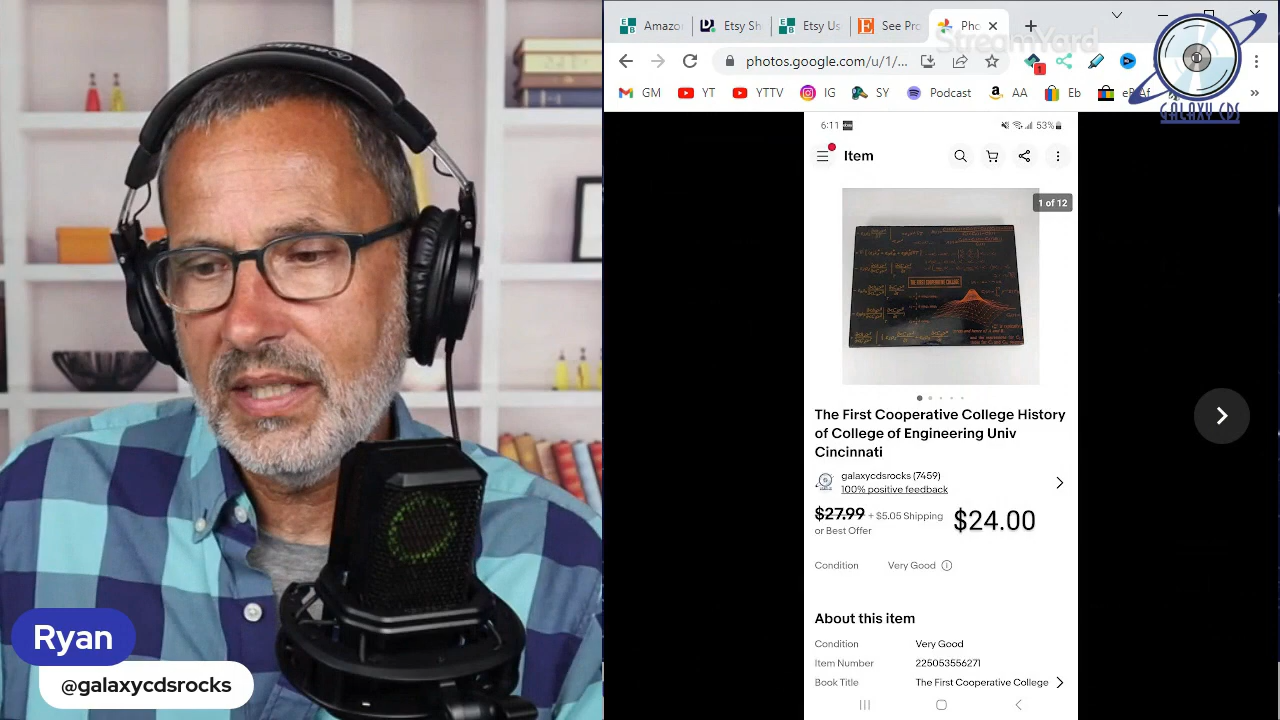 Ryan
@galaxycdsrocks
Amazo
Etsy Sh
Etsy Us
See Pro
Pho
StreamYard
photos.google.com/u/1/...
1
GM
YT
YTTV
IG
SY
Podcast
AA
Eb
GALAXY CDS
6:11
53%
Item
1 of 12
THE FIRST COOPERATIVE COLLEGE
The First Cooperative College History
of College of Engineering Univ
Cincinnati
galaxycdsrocks (7459)
100% positive feedback
$27.99 + $5.05 Shipping
$24.00
or Best Offer
Condition Very Good
About this item
Condition Very Good
Item Number 225053556271
Book Title The First Cooperative College